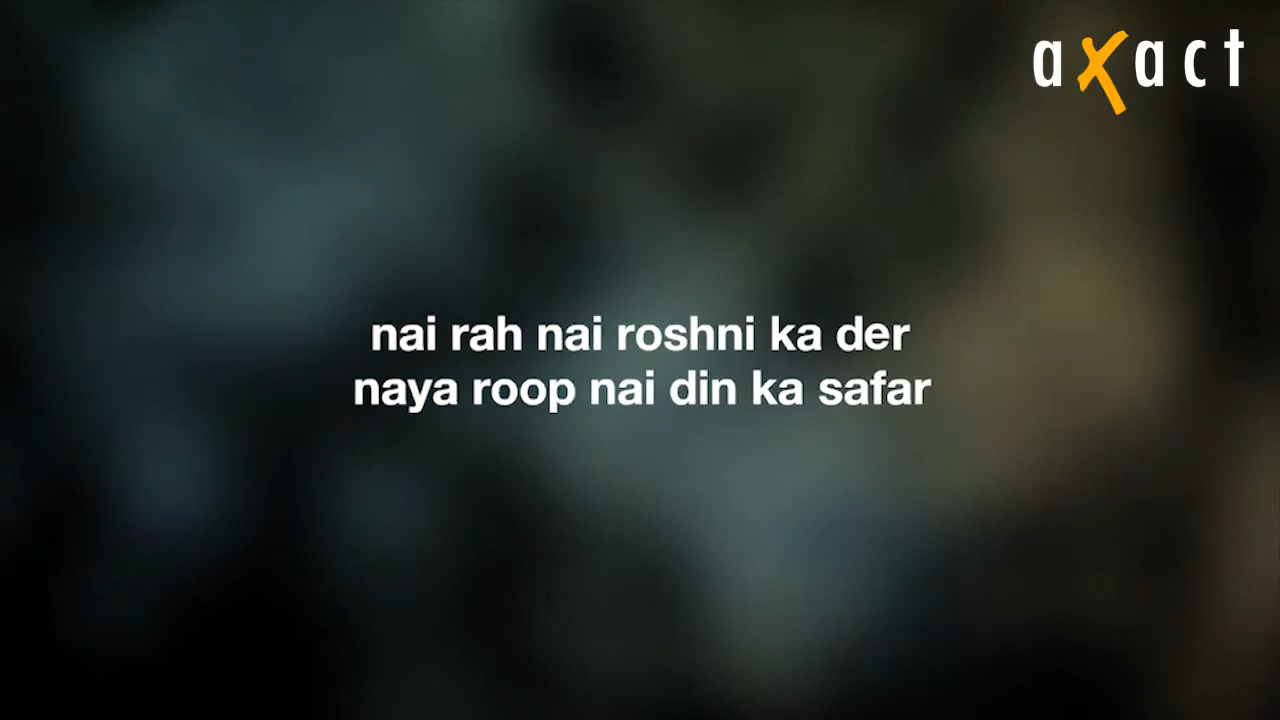 axact
nai rah nai roshni ka der
naya roop nai din ka safar